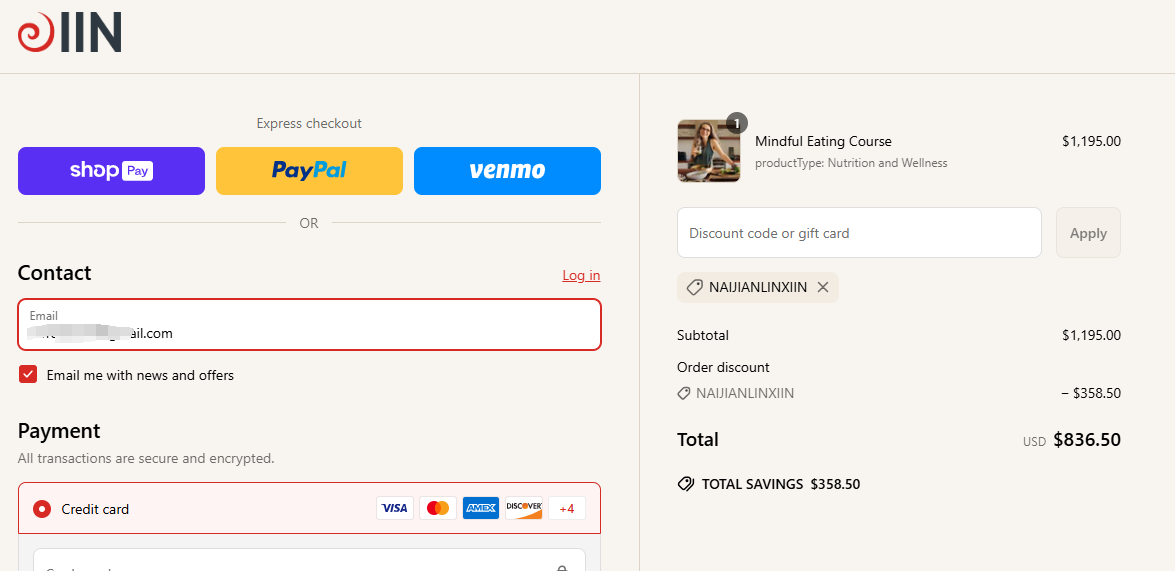 IIN
Express checkout
shop Pay
PayPal
venmo
OR
Contact
Log in
Email
ail.com
Email me with news and offers
Payment
All transactions are secure and encrypted.
Credit card
VISA
AMEX
DISCOVER
+4
1
Mindful Eating Course
$1,195.00
productType: Nutrition and Wellness
Discount code or gift card
Apply
NAIJIANLINXIIN
Subtotal
$1,195.00
Order discount
NAIJIANLINXIIN
− $358.50
Total
USD $836.50
TOTAL SAVINGS $358.50